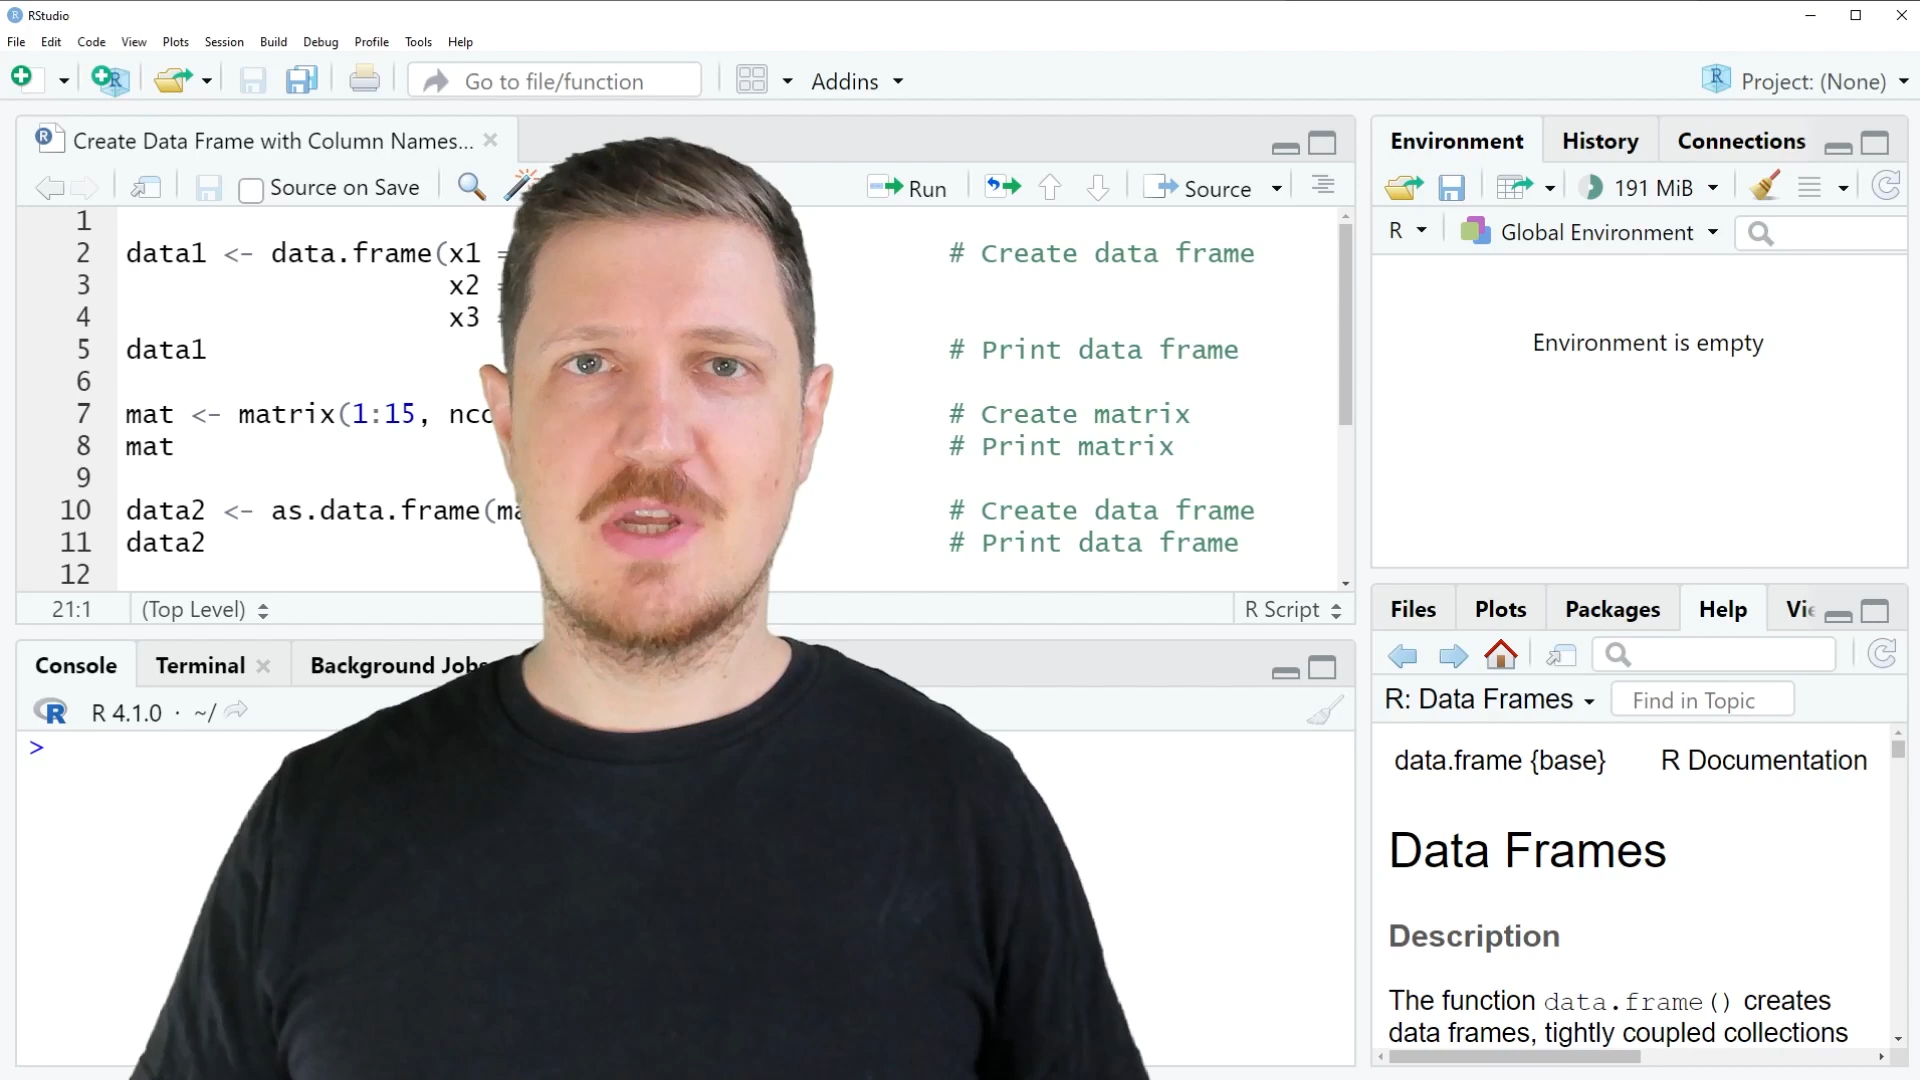 RStudio
File Edit Code View Plots Session Build Debug Profile Tools Help
Go to file/function Addins Project: (None)
Create Data Frame with Column Names...
Source on Save Run Source
1
2 data1 <- data.frame(x1 = # Create data frame
3 x2
4 x3
5 data1 # Print data frame
6
7 mat <- matrix(1:15, # Create matrix
8 mat # Print matrix
9
10 data2 <- as.data.frame( # Create data frame
11 data2 # Print data frame
12
21:1 (Top Level) R Script
Console Terminal Background Jobs
R 4.1.0 · ~/
>
Environment History Connections
191 MiB
R Global Environment
Environment is empty
Files Plots Packages Help
R: Data Frames Find in Topic
data.frame {base} R Documentation
Data Frames
Description
The function data.frame() creates
data frames, tightly coupled collections